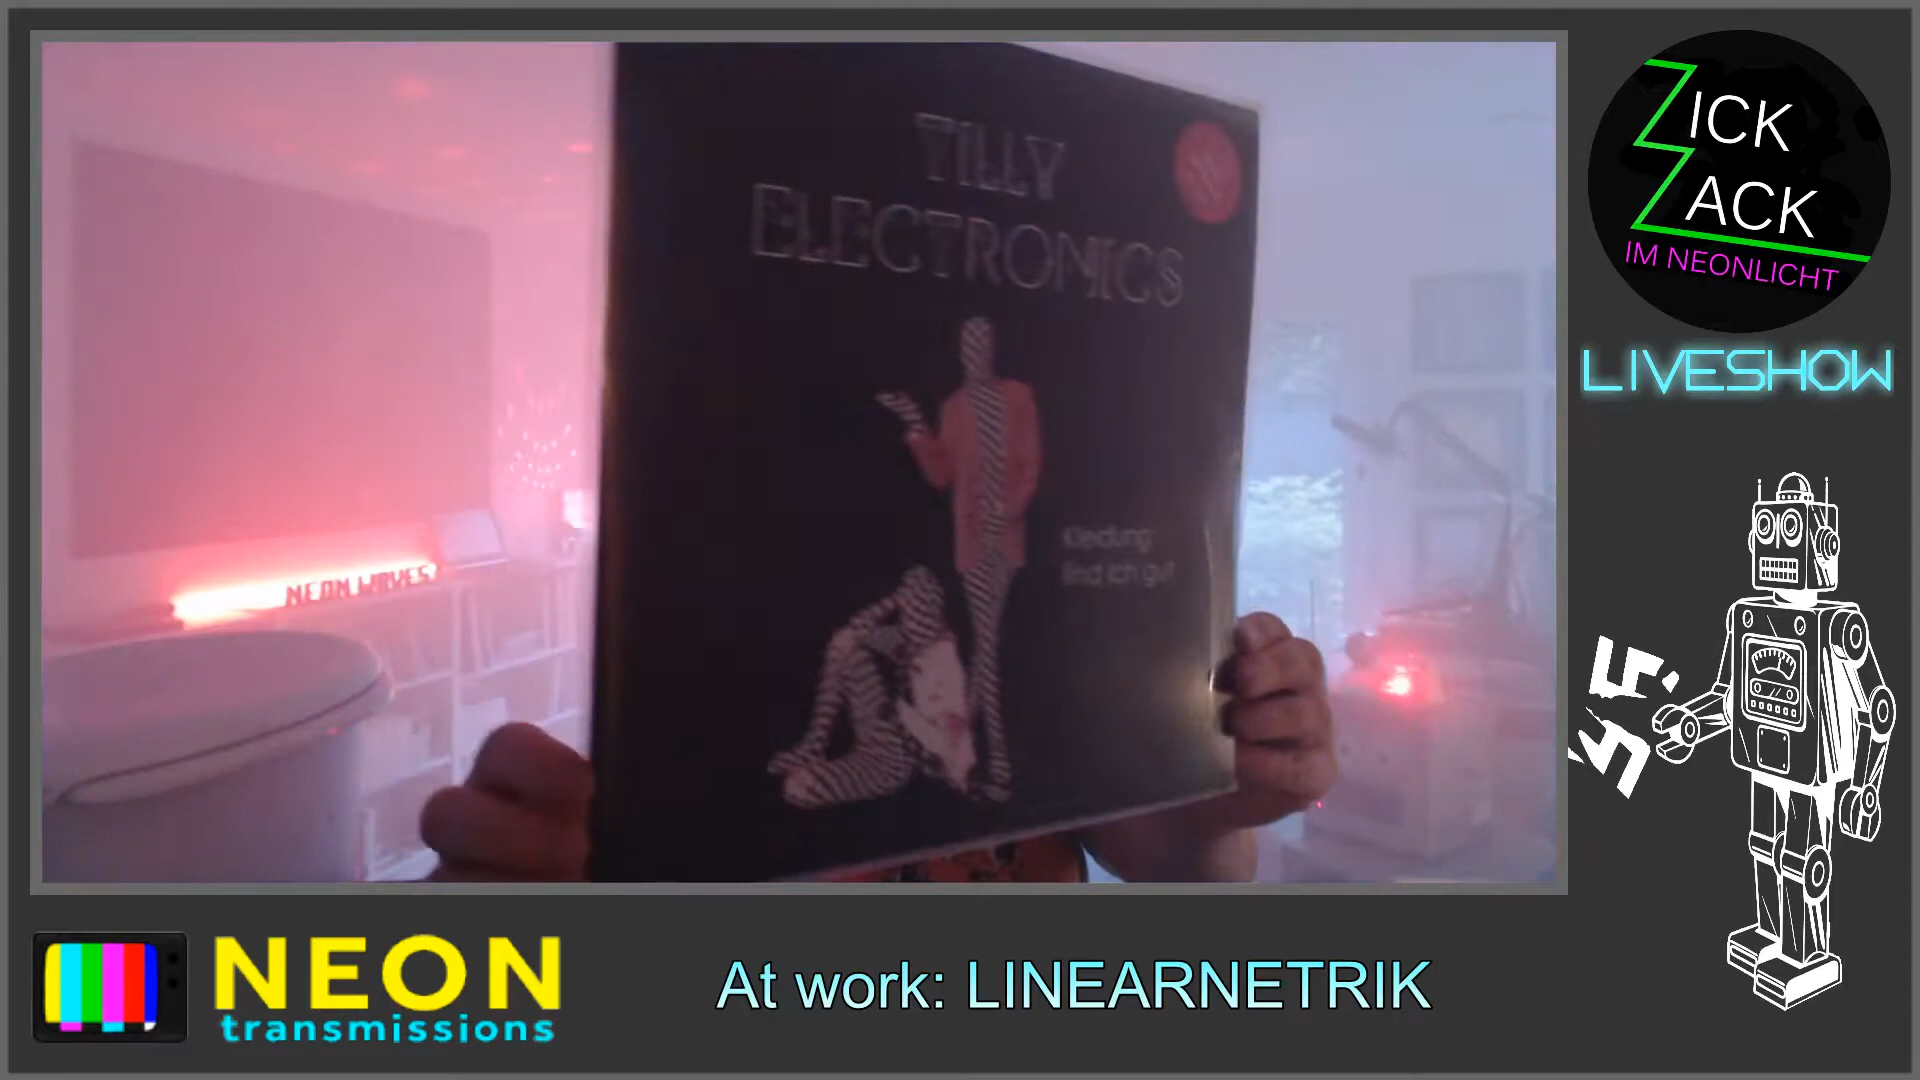 TILLY
ELECTRONICS
Kleidung
find ich gut
NEON WAVES
ZICK
ZACK
IM NEONLICHT
LIVESHOW
NEON
transmissions
At work: LINEARNETRIK